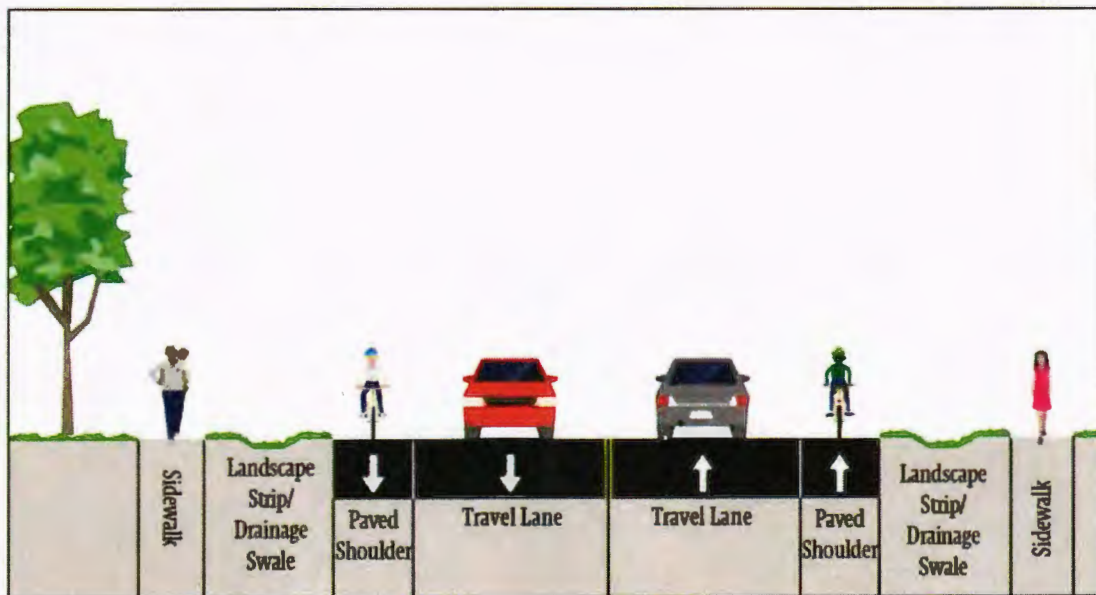 Sidewalk
Landscape
Strip/
Drainage
Swale
Paved
Shoulder
Travel Lane
Travel Lane
Paved
Shoulder
Landscape
Strip/
Drainage
Swale
Sidewalk